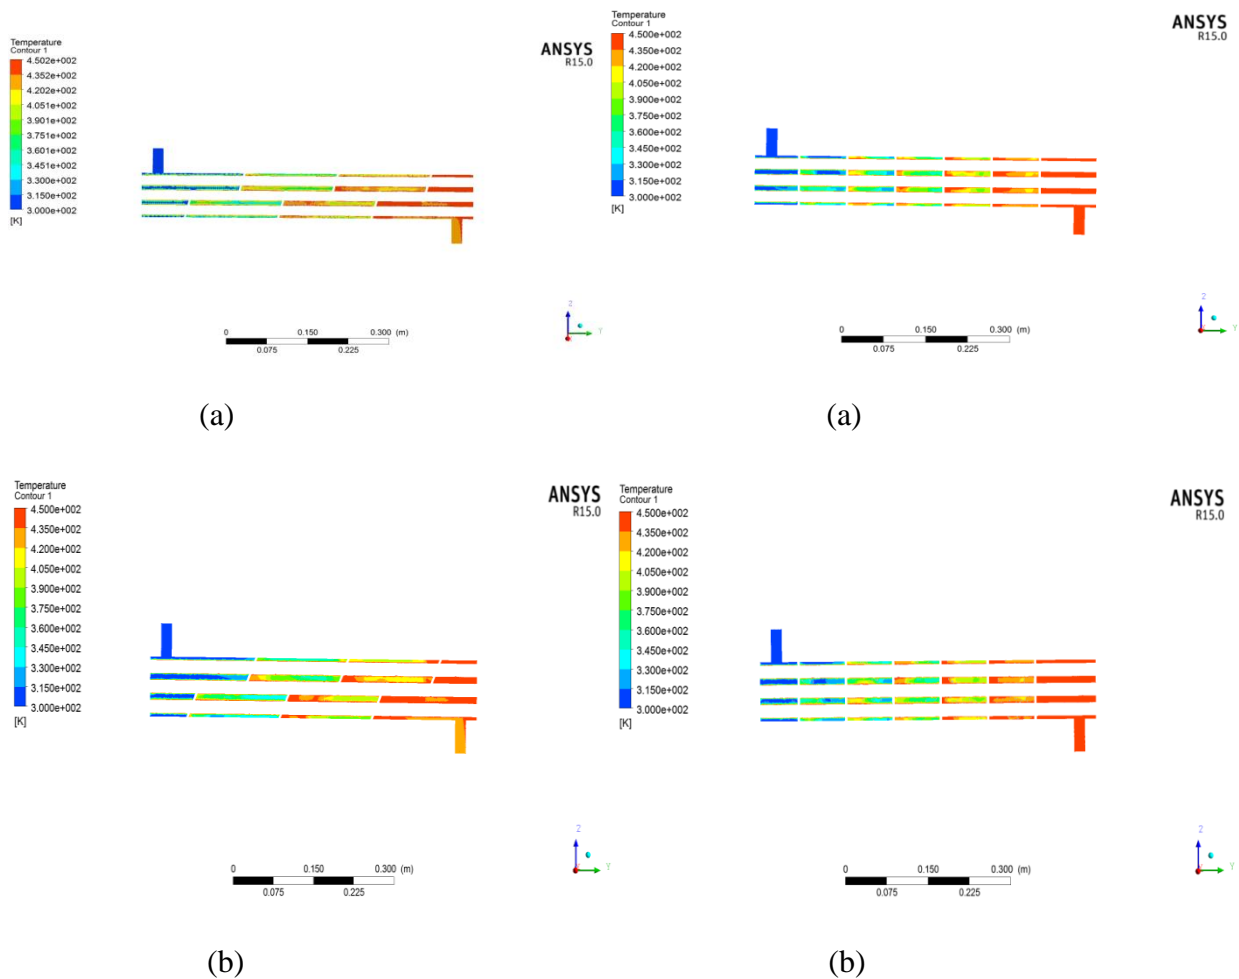 Temperature
Contour 1
4.502e+002
4.352e+002
4.202e+002
4.051e+002
3.901e+002
3.751e+002
3.601e+002
3.451e+002
3.300e+002
3.150e+002
3.000e+002
[K]
ANSYS
R15.0
Z
Y
0 0.150 0.300 (m)
0.075 0.225
(a)
Temperature
Contour 1
4.500e+002
4.350e+002
4.200e+002
4.050e+002
3.900e+002
3.750e+002
3.600e+002
3.450e+002
3.300e+002
3.150e+002
3.000e+002
[K]
ANSYS
R15.0
Z
Y
0 0.150 0.300 (m)
0.075 0.225
(a)
Temperature
Contour 1
4.500e+002
4.350e+002
4.200e+002
4.050e+002
3.900e+002
3.750e+002
3.600e+002
3.450e+002
3.300e+002
3.150e+002
3.000e+002
[K]
ANSYS
R15.0
Z
Y
0 0.150 0.300 (m)
0.075 0.225
(b)
Temperature
Contour 1
4.500e+002
4.350e+002
4.200e+002
4.050e+002
3.900e+002
3.750e+002
3.600e+002
3.450e+002
3.300e+002
3.150e+002
3.000e+002
[K]
ANSYS
R15.0
Z
Y
0 0.150 0.300 (m)
0.075 0.225
(b)